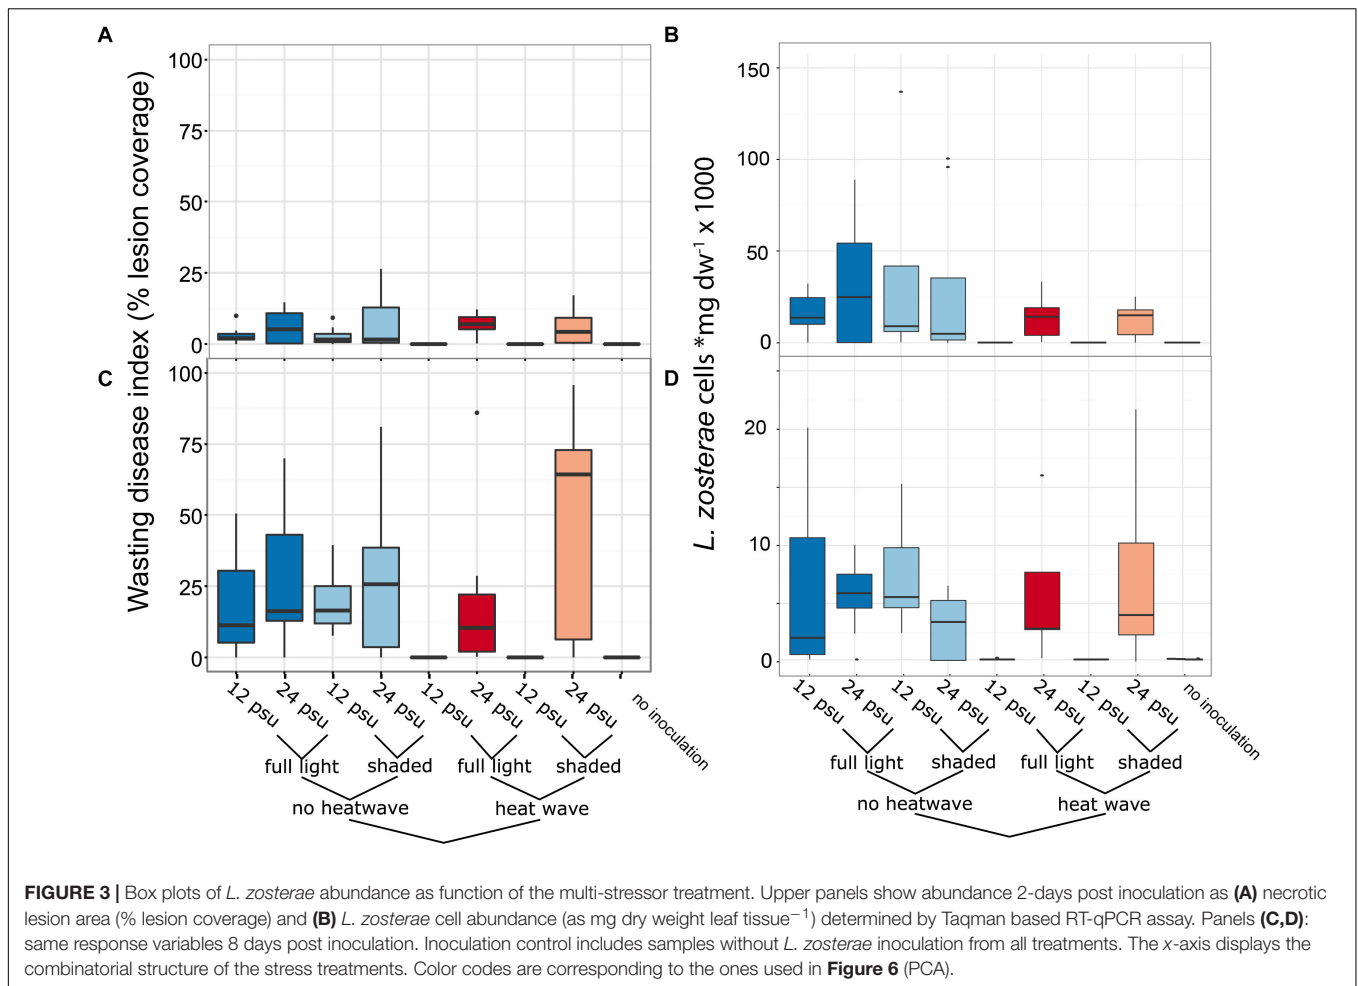 A
B
Wasting disease index (% lesion coverage)
100
75
50
25
0
L. zosterae cells *mg dw-1 x 1000
150
100
50
0
C
D
100
75
50
25
0
20
10
0
12 psu 24 psu 12 psu 24 psu 12 psu 24 psu 12 psu 24 psu no inoculation
full light shaded full light shaded
no heatwave heat wave
12 psu 24 psu 12 psu 24 psu 12 psu 24 psu 12 psu 24 psu no inoculation
full light shaded full light shaded
no heatwave heat wave
FIGURE 3 | Box plots of L. zosterae abundance as function of the multi-stressor treatment. Upper panels show abundance 2-days post inoculation as (A) necrotic
lesion area (% lesion coverage) and (B) L. zosterae cell abundance (as mg dry weight leaf tissue−1) determined by Taqman based RT-qPCR assay. Panels (C,D):
same response variables 8 days post inoculation. Inoculation control includes samples without L. zosterae inoculation from all treatments. The x-axis displays the
combinatorial structure of the stress treatments. Color codes are corresponding to the ones used in Figure 6 (PCA).